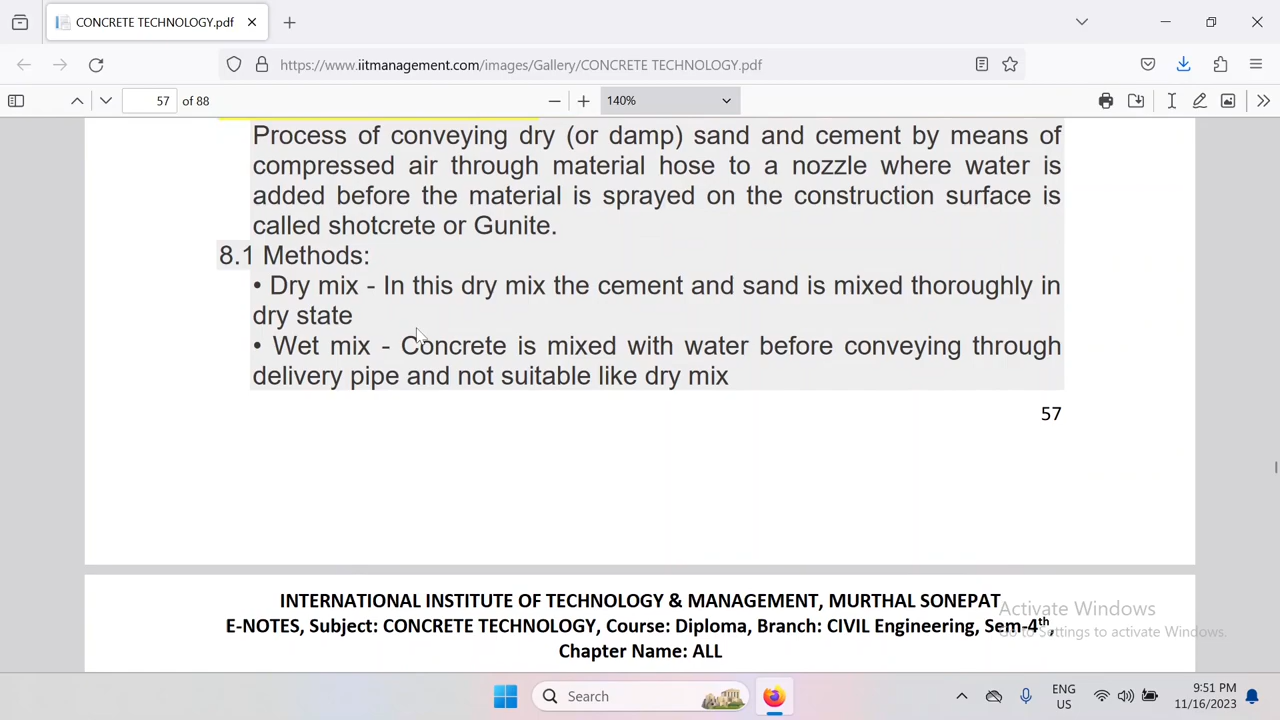 CONCRETE TECHNOLOGY.pdf
https://www.iitmanagement.com/images/Gallery/CONCRETE TECHNOLOGY.pdf
57 of 88
140%
Process of conveying dry (or damp) sand and cement by means of
compressed air through material hose to a nozzle where water is
added before the material is sprayed on the construction surface is
called shotcrete or Gunite.
8.1 Methods:
• Dry mix - In this dry mix the cement and sand is mixed thoroughly in
dry state
• Wet mix - Concrete is mixed with water before conveying through
delivery pipe and not suitable like dry mix
57
INTERNATIONAL INSTITUTE OF TECHNOLOGY & MANAGEMENT, MURTHAL SONEPAT
E-NOTES, Subject: CONCRETE TECHNOLOGY, Course: Diploma, Branch: CIVIL Engineering, Sem-4th,
Chapter Name: ALL
Activate Windows
Go to Settings to activate Windows.
Search
ENG
US
9:51 PM
11/16/2023